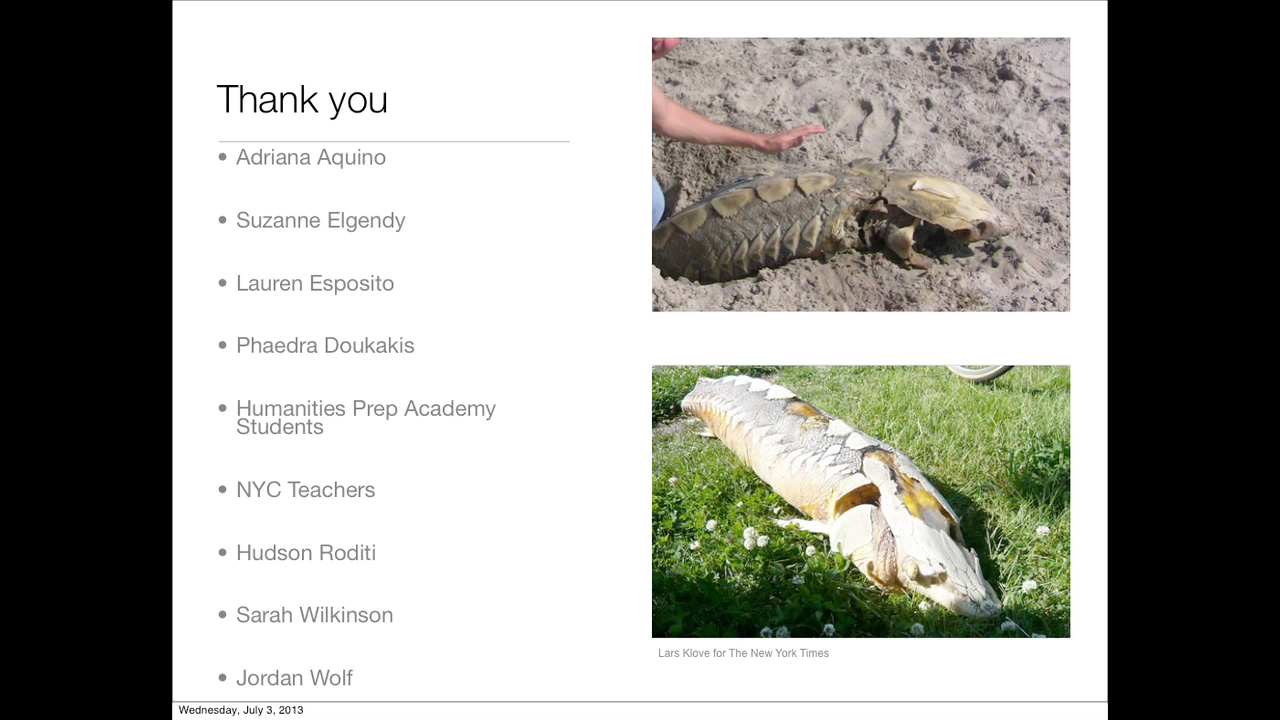 Thank you
• Adriana Aquino
• Suzanne Elgendy
• Lauren Esposito
• Phaedra Doukakis
• Humanities Prep Academy
Students
• NYC Teachers
• Hudson Roditi
• Sarah Wilkinson
• Jordan Wolf
Lars Klove for The New York Times
Wednesday, July 3, 2013